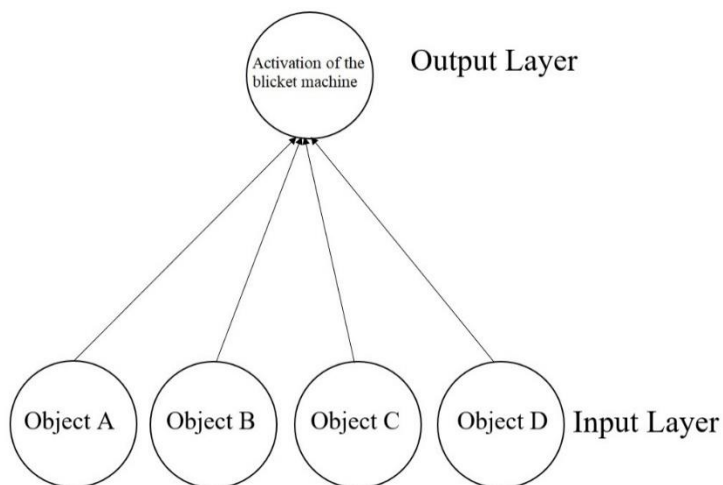 Activation of the
blicket machine
Output Layer
Object A
Object B
Object C
Object D
Input Layer